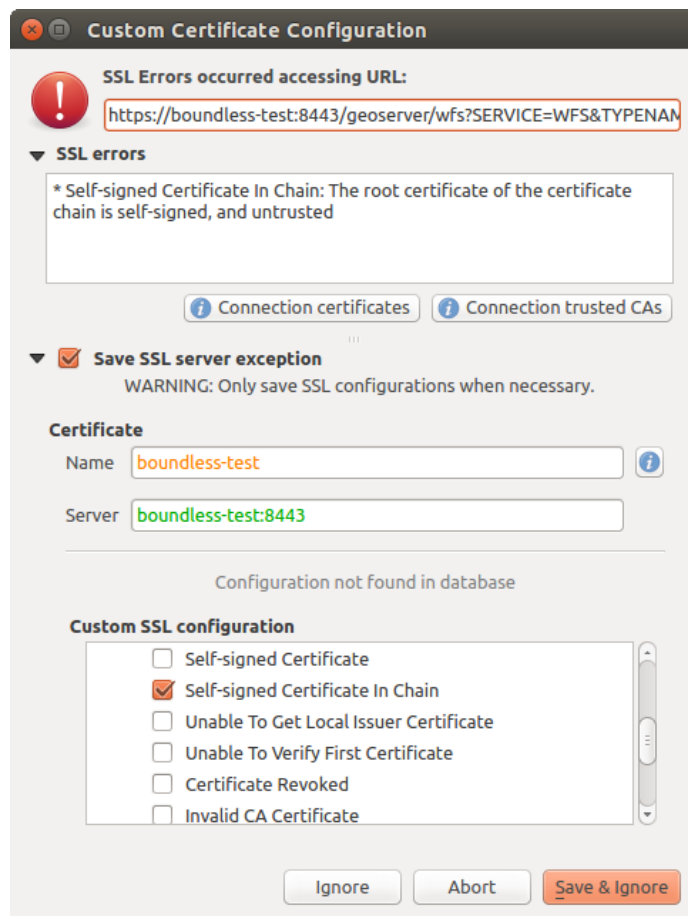 Custom Certificate Configuration
SSL Errors occurred accessing URL:
https://boundless-test:8443/geoserver/wfs?SERVICE=WFS&TYPENAM
SSL errors
* Self-signed Certificate In Chain: The root certificate of the certificate
chain is self-signed, and untrusted
Connection certificates Connection trusted CAs
Save SSL server exception
WARNING: Only save SSL configurations when necessary.
Certificate
Name boundless-test
Server boundless-test:8443
Configuration not found in database
Custom SSL configuration
Self-signed Certificate
Self-signed Certificate In Chain
Unable To Get Local Issuer Certificate
Unable To Verify First Certificate
Certificate Revoked
Invalid CA Certificate
Ignore Abort Save & Ignore